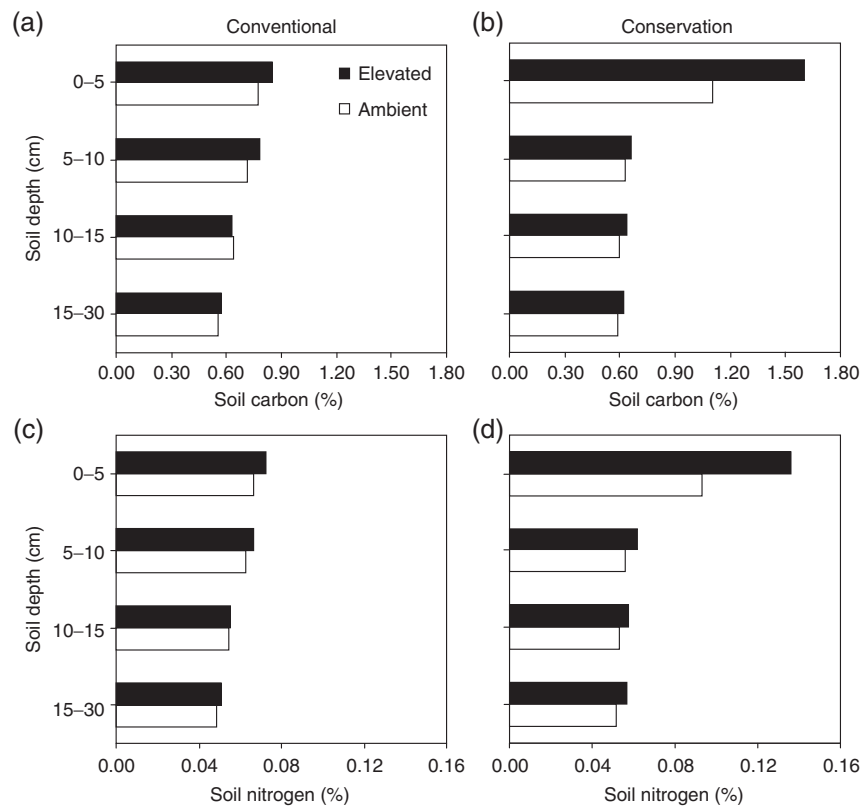 (a) Conventional
(b) Conservation
Elevated
Ambient
Soil depth (cm)
0–5
5–10
10–15
15–30
0.00 0.30 0.60 0.90 1.20 1.50 1.80
Soil carbon (%)
0.00 0.30 0.60 0.90 1.20 1.50 1.80
Soil carbon (%)
(c)
(d)
Soil depth (cm)
0–5
5–10
10–15
15–30
0.00 0.04 0.08 0.12 0.16
Soil nitrogen (%)
0.00 0.04 0.08 0.12 0.16
Soil nitrogen (%)